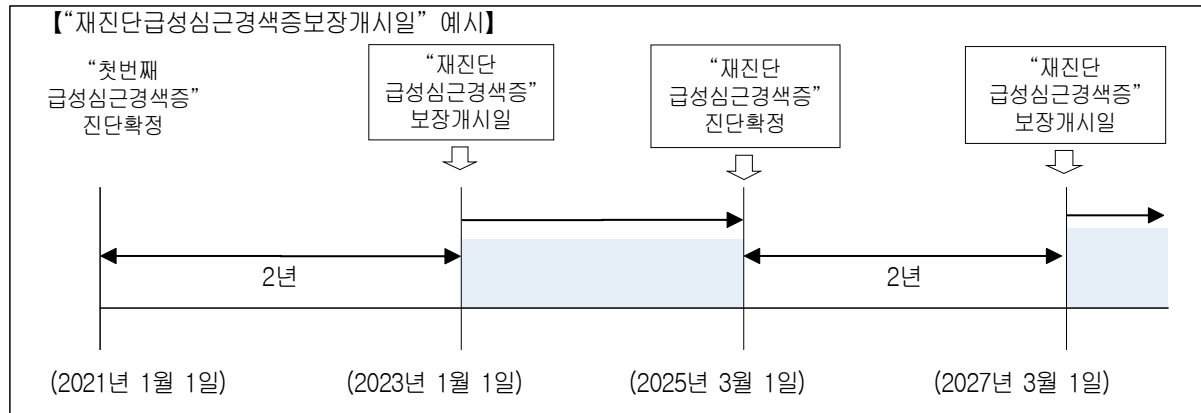 【“재진단급성심근경색증보장개시일” 예시】
“첫번째
급성심근경색증”
진단확정
“재진단
급성심근경색증”
보장개시일
“재진단
급성심근경색증”
진단확정
“재진단
급성심근경색증”
보장개시일
2년
2년
(2021년 1월 1일)
(2023년 1월 1일)
(2025년 3월 1일)
(2027년 3월 1일)